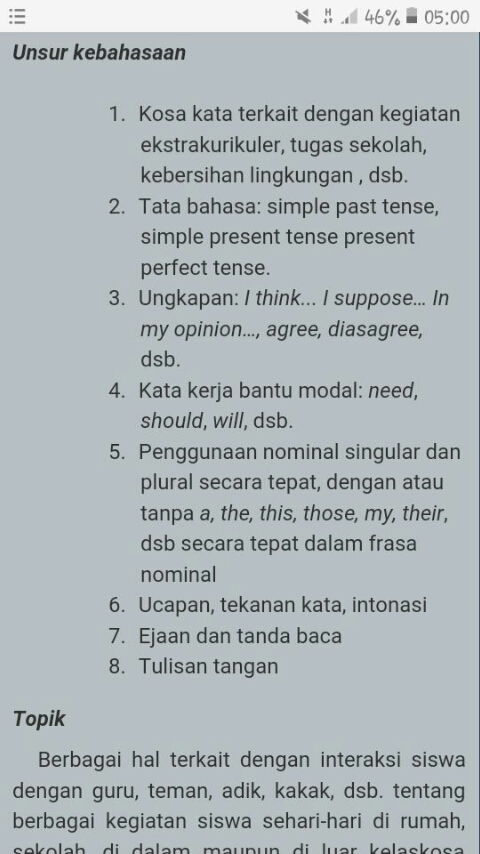 46% 05:00
Unsur kebahasaan
1. Kosa kata terkait dengan kegiatan
ekstrakurikuler, tugas sekolah,
kebersihan lingkungan , dsb.
2. Tata bahasa: simple past tense,
simple present tense present
perfect tense.
3. Ungkapan: I think... I suppose... In
my opinion..., agree, diasagree,
dsb.
4. Kata kerja bantu modal: need,
should, will, dsb.
5. Penggunaan nominal singular dan
plural secara tepat, dengan atau
tanpa a, the, this, those, my, their,
dsb secara tepat dalam frasa
nominal
6. Ucapan, tekanan kata, intonasi
7. Ejaan dan tanda baca
8. Tulisan tangan
Topik
Berbagai hal terkait dengan interaksi siswa
dengan guru, teman, adik, kakak, dsb. tentang
berbagai kegiatan siswa sehari-hari di rumah,
sekolah, di dalam maupun di luar kelaskosa